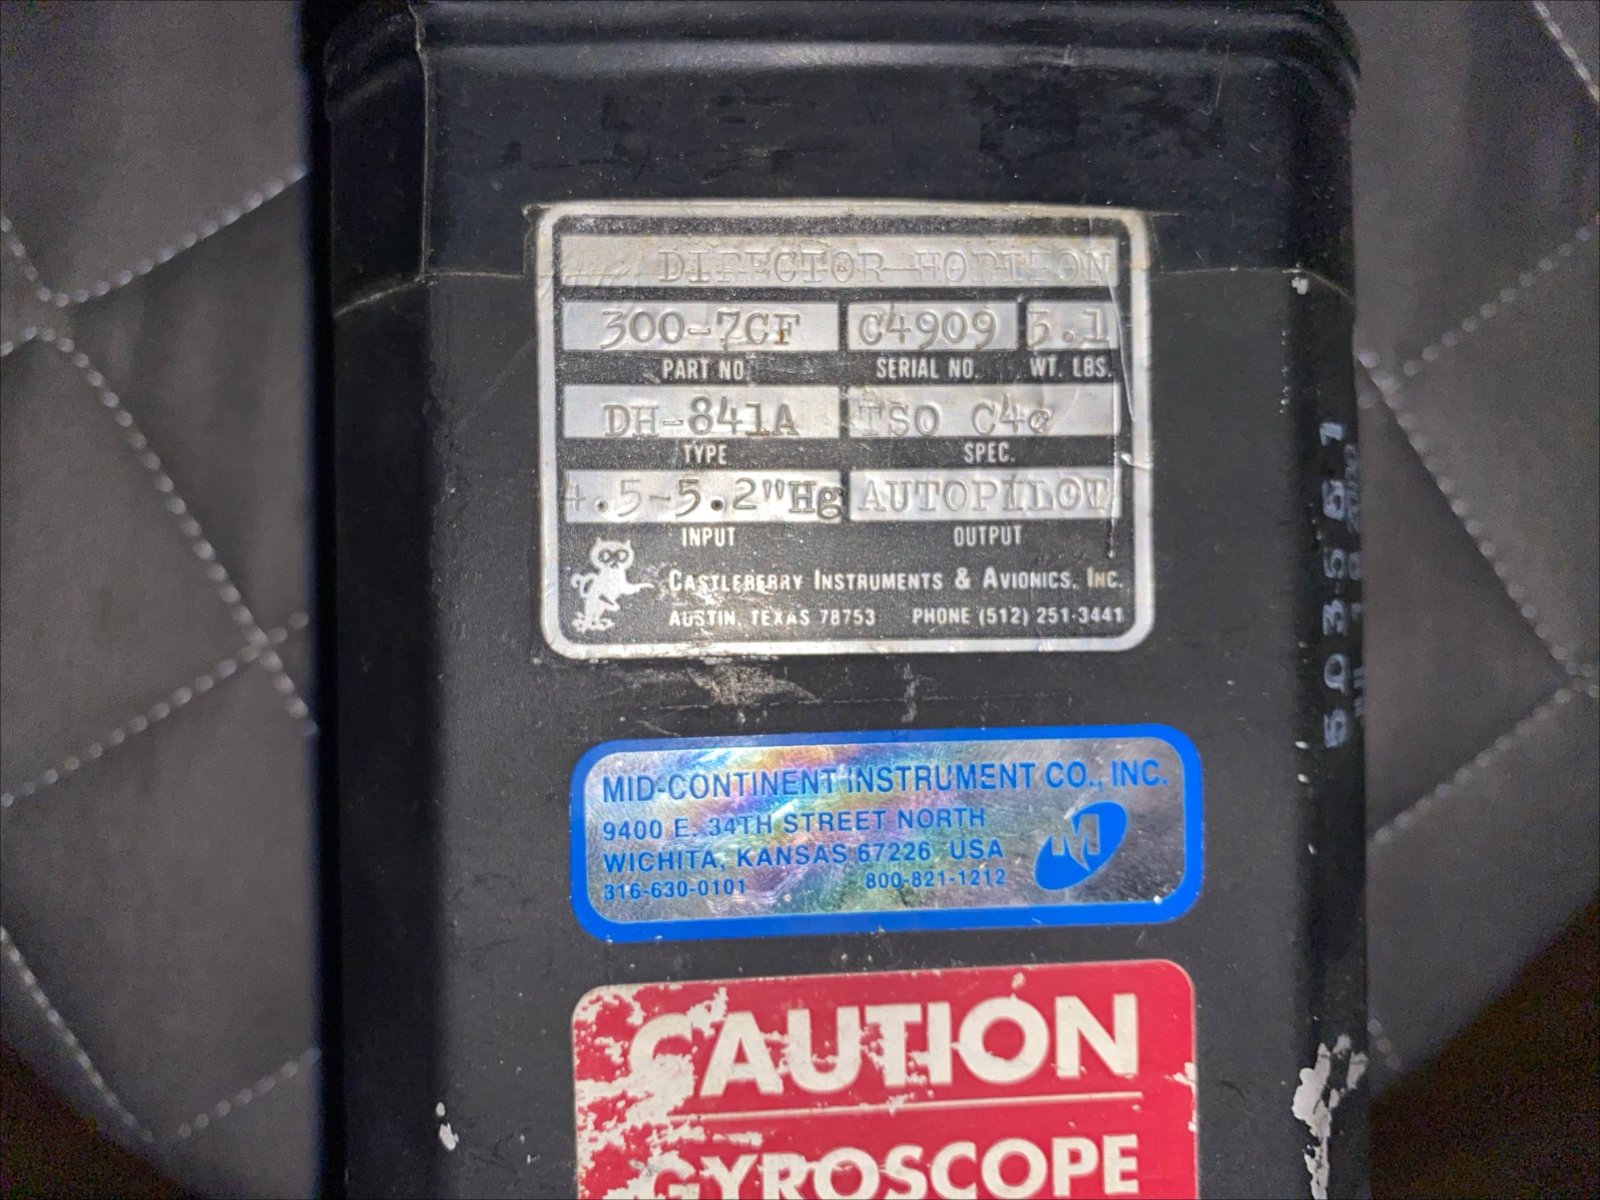 DIRECTOR HORIZON
300-7CF C4909 3.1
PART NO. SERIAL NO. WT. LBS.
DH-841A TSO C4c
TYPE SPEC.
4.5-5.2"Hg AUTOPILOT
INPUT OUTPUT
CASTLEBERRY INSTRUMENTS & AVIONICS, INC.
AUSTIN, TEXAS 78753 PHONE (512) 251-3441
MID-CONTINENT INSTRUMENT CO., INC.
9400 E. 34TH STREET NORTH
WICHITA, KANSAS 67226 USA
316-630-0101 800-821-1212
CAUTION
GYROSCOPE
5035557